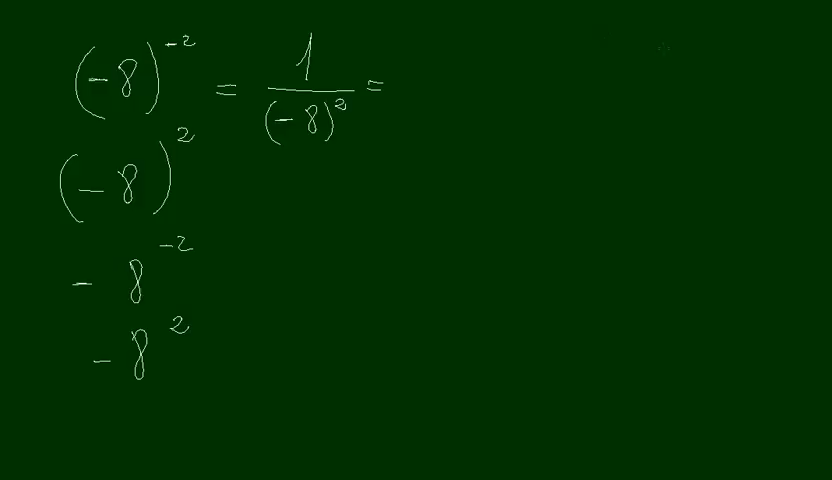 (-8)^-2 = 1/(-8)^2 =
(-8)^2
-8^-2
-8^2